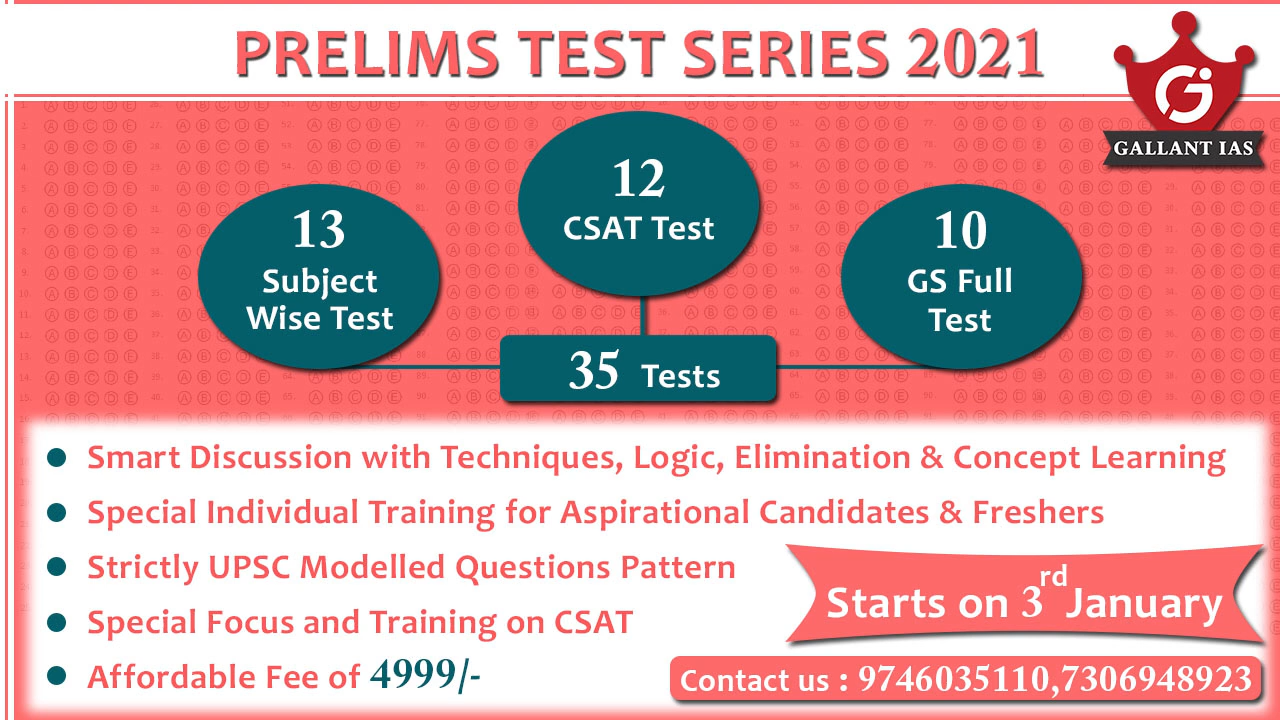 PRELIMS TEST SERIES 2021
GALLANT IAS
13
Subject
Wise Test
12
CSAT Test
10
GS Full
Test
35 Tests
Smart Discussion with Techniques, Logic, Elimination & Concept Learning
Special Individual Training for Aspirational Candidates & Freshers
Strictly UPSC Modelled Questions Pattern
Special Focus and Training on CSAT
Affordable Fee of 4999/-
Starts on 3rd January
Contact us : 9746035110,7306948923